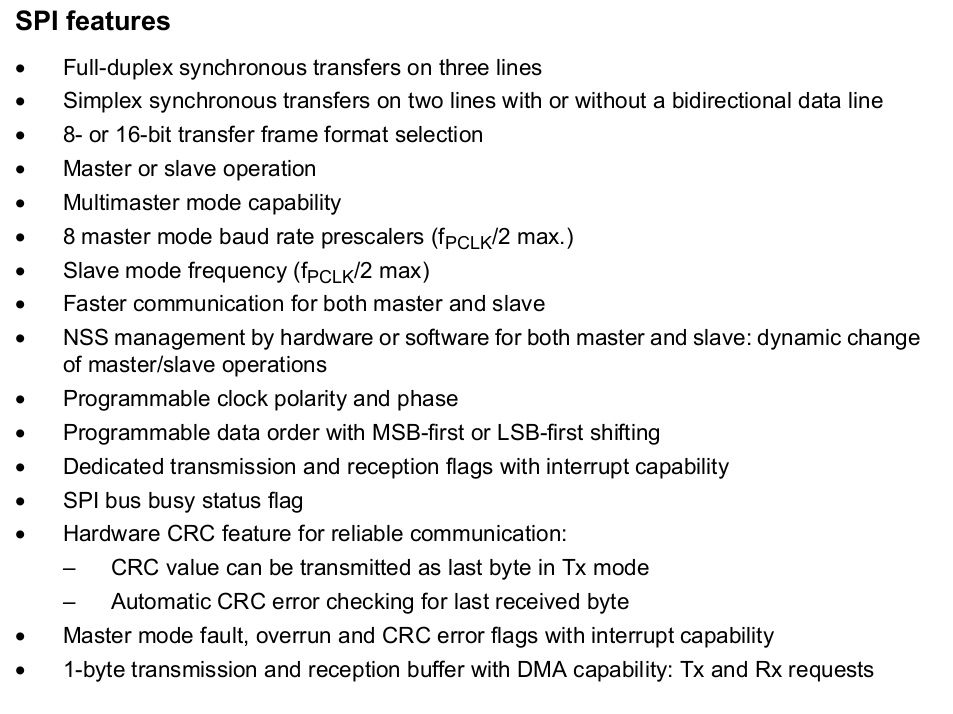 SPI features
• Full-duplex synchronous transfers on three lines
• Simplex synchronous transfers on two lines with or without a bidirectional data line
• 8- or 16-bit transfer frame format selection
• Master or slave operation
• Multimaster mode capability
• 8 master mode baud rate prescalers (fPCLK/2 max.)
• Slave mode frequency (fPCLK/2 max)
• Faster communication for both master and slave
• NSS management by hardware or software for both master and slave: dynamic change
of master/slave operations
• Programmable clock polarity and phase
• Programmable data order with MSB-first or LSB-first shifting
• Dedicated transmission and reception flags with interrupt capability
• SPI bus busy status flag
• Hardware CRC feature for reliable communication:
– CRC value can be transmitted as last byte in Tx mode
– Automatic CRC error checking for last received byte
• Master mode fault, overrun and CRC error flags with interrupt capability
• 1-byte transmission and reception buffer with DMA capability: Tx and Rx requests